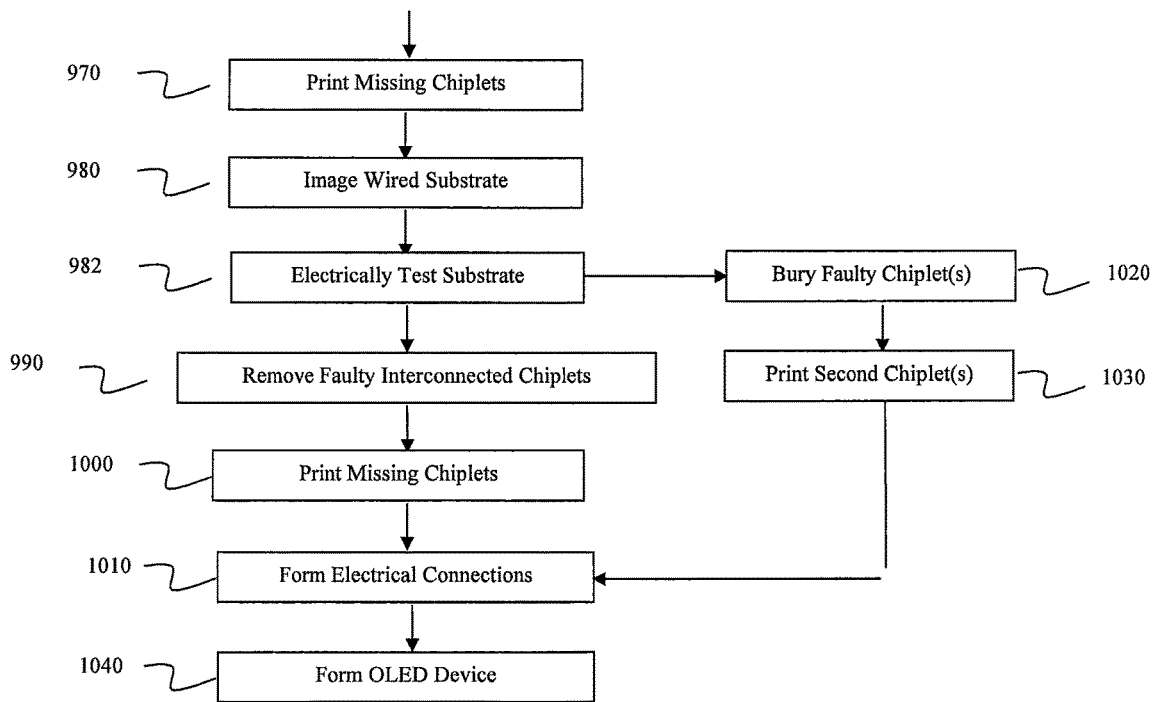 970
Print Missing Chiplets
980
Image Wired Substrate
982
Electrically Test Substrate
Bury Faulty Chiplet(s)
1020
990
Remove Faulty Interconnected Chiplets
Print Second Chiplet(s)
1030
1000
Print Missing Chiplets
1010
Form Electrical Connections
1040
Form OLED Device